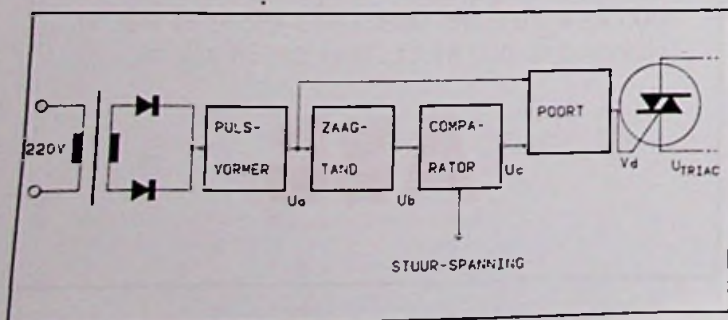 220V
PULS-
VORMER
Ua
ZAAG-
TAND
Ub
COMPA-
RATOR
Uc
POORT
Vd
UTRIAC
STUUR-SPANNING